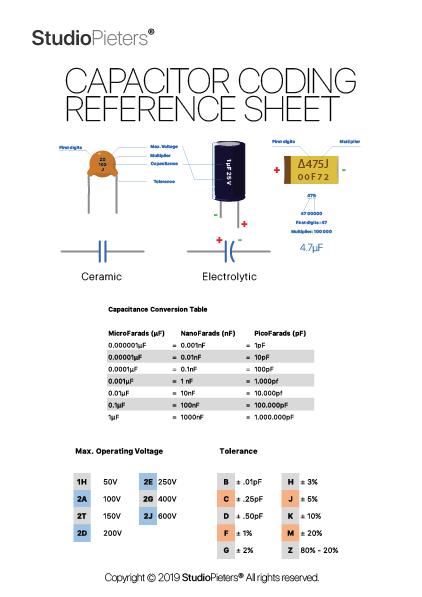 StudioPieters®
CAPACITOR CODING
REFERENCE SHEET
First digits
Max. Voltage
Multiplier
Capacitance
Tolerance
J
1µF 25V
First digits
Multiplier
Δ475J
00F72
+
-
475
47 00000
First digits: 47
Multiplier: 100 000
4.7µF
-
+
+
-
Ceramic
Electrolytic
Capacitance Conversion Table
MicroFarads (µF) NanoFarads (nF) PicoFarads (pF)
0.000001µF = 0.001nF = 1pF
0.00001µF = 0.01nF = 10pF
0.0001µF = 0.1nF = 100pF
0.001µF = 1 nF = 1.000pf
0.01µF = 10nF = 10.000pf
0.1µF = 100nF = 100.000pF
1µF = 1000nF = 1.000.000pF
Max. Operating Voltage
Tolerance
1H 50V 2E 250V B ± .01pF H ± 3%
2A 100V 2G 400V C ± .25pF J ± 5%
2T 150V 2J 600V D ± .50pF K ± 10%
2D 200V F ± 1% M ± 20%
G ± 2% Z 80% - 20%
Copyright © 2019 StudioPieters® All rights reserved.